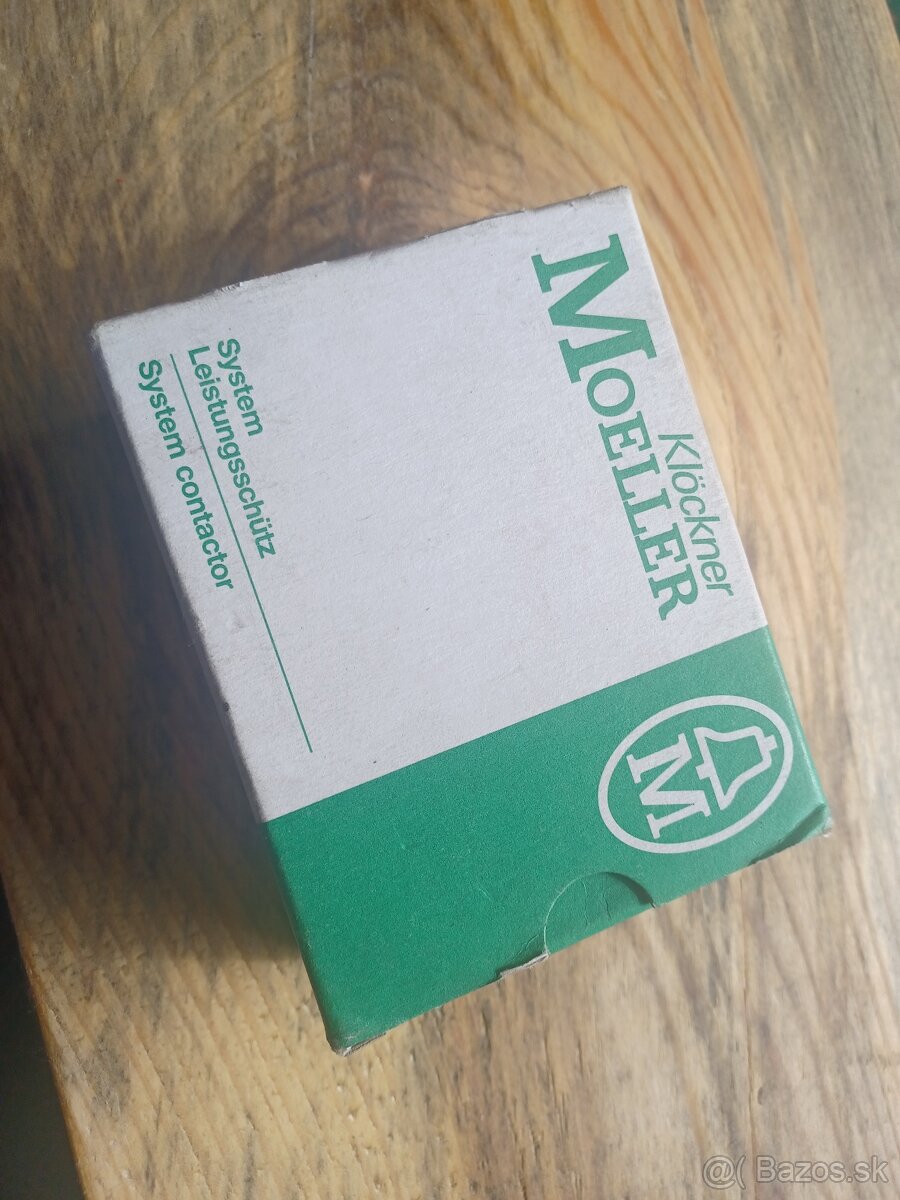 Klöckner
MOELLER
M
System
Leistungsschütz
System contactor
@( Bazos.sk